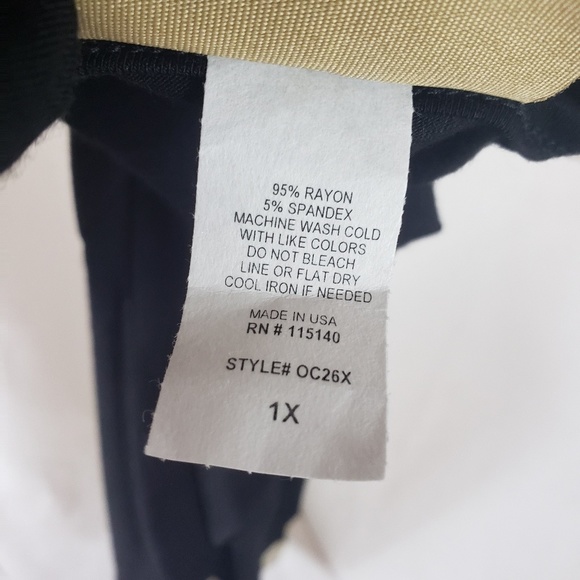 95% RAYON
5% SPANDEX
MACHINE WASH COLD
WITH LIKE COLORS
DO NOT BLEACH
LINE OR FLAT DRY
COOL IRON IF NEEDED
MADE IN USA
RN # 115140
STYLE# OC26X
1X